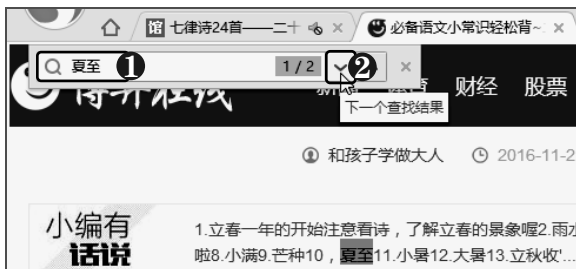 馆 七律诗24首——二十
必备语文小常识轻松背~
夏至 1 1/2 2
下一个查找结果
财经 股票
和孩子学做大人 2016-11-2
小编有
话说
1.立春一年的开始注意看诗，了解立春的景象喔2.雨水
啦8.小满9.芒种10，夏至11.小暑12.大暑13.立秋收'...